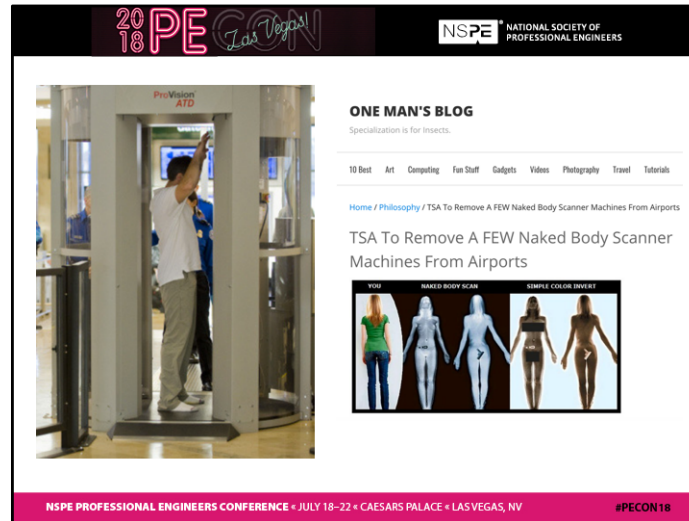 20
18 PECON Las Vegas!
NSPE NATIONAL SOCIETY OF
PROFESSIONAL ENGINEERS
ProVision
ATD
ONE MAN'S BLOG
Specialization is for insects.
10 Best Art Computing Fun Stuff Gadgets Videos Photography Travel Tutorials
Home / Philosophy / TSA To Remove A FEW Naked Body Scanner Machines From Airports
TSA To Remove A FEW Naked Body Scanner
Machines From Airports
YOU NAKED BODY SCAN SIMPLE COLOR INVERT
NSPE PROFESSIONAL ENGINEERS CONFERENCE « JULY 18–22 « CAESARS PALACE « LAS VEGAS, NV #PECON18